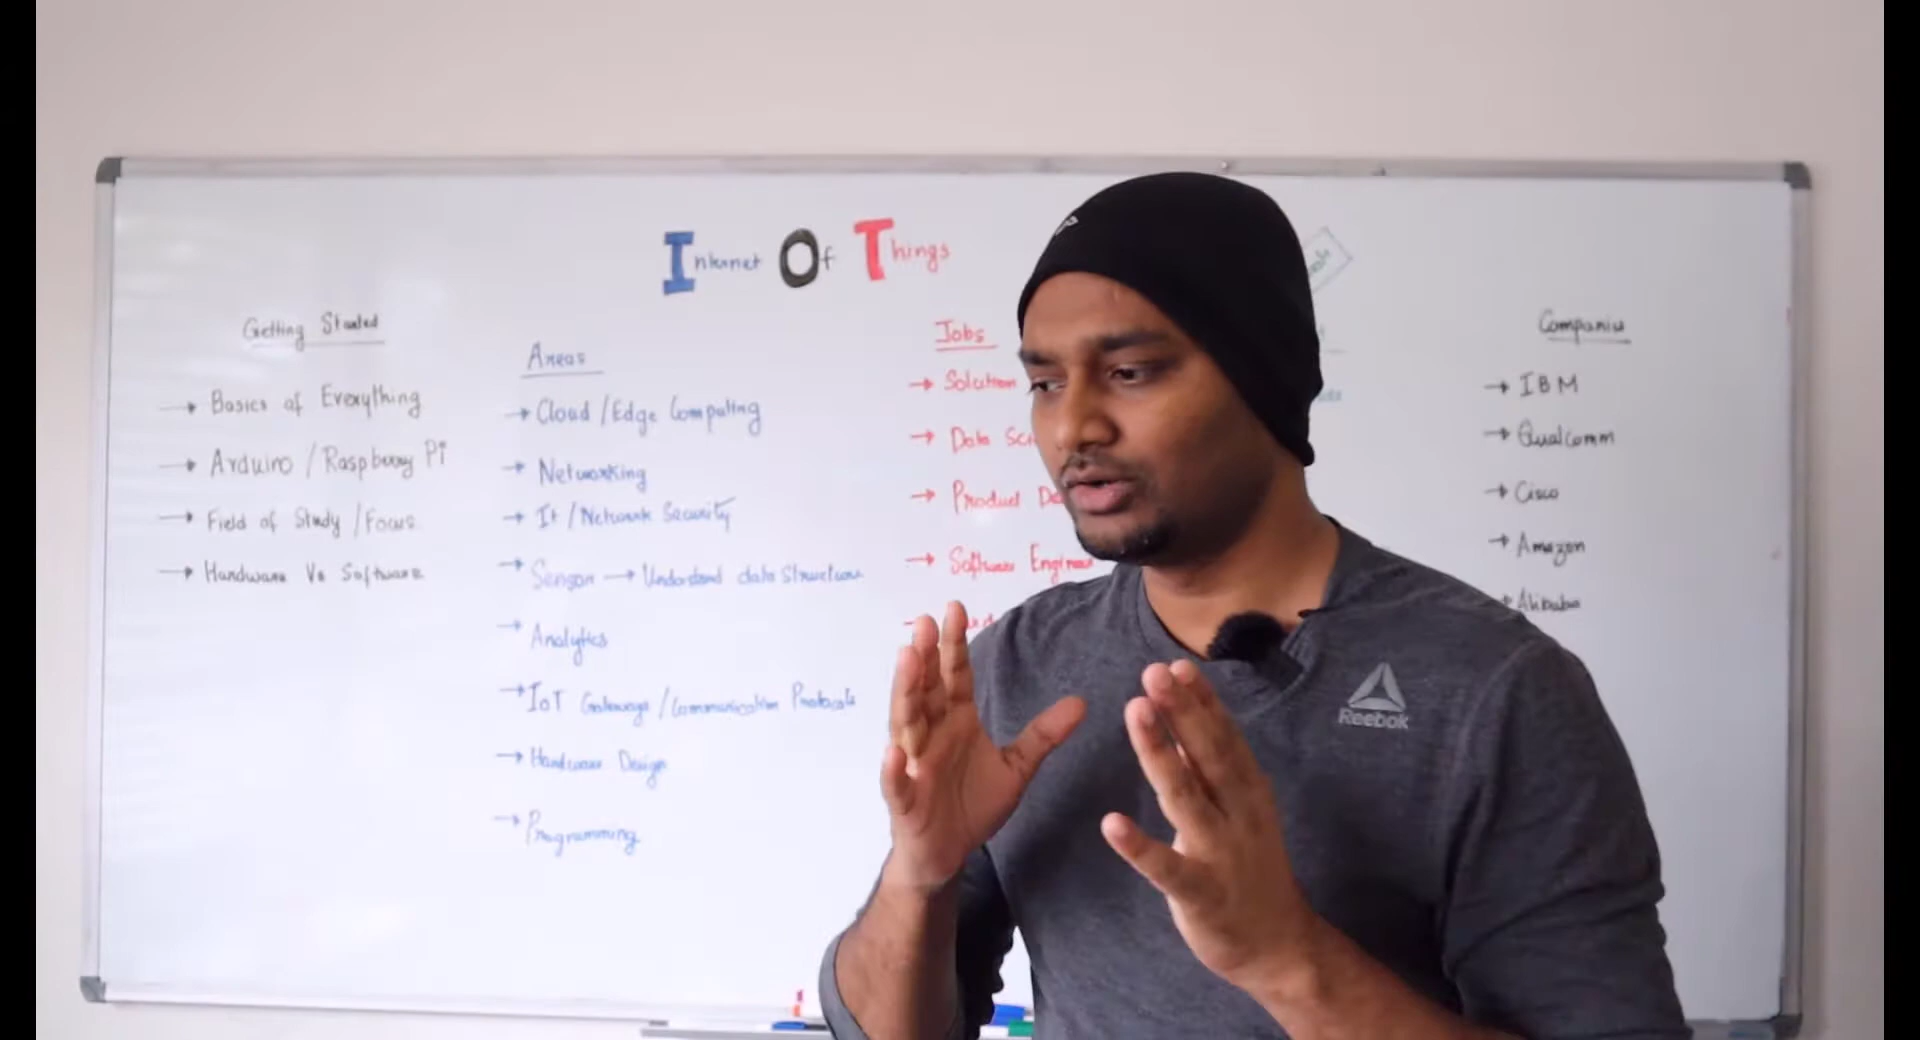 Internet Of Things
Getting Started
→ Basics of Everything
→ Arduino / Raspberry Pi
→ Field of Study / Focus
→ Hardware Vs Software
Areas
→ Cloud / Edge Computing
→ Networking
→ It / Network Security
→ Sensor → Understand data Structure
→ Analytics
→ IoT Gateways / Communication Protocols
→ Hardware Design
→ Programming
Jobs
→ Solution
→ Data Sci
→ Product De
→ Software Engineer
Companies
→ IBM
→ Qualcomm
→ Cisco
→ Amazon
→ Alibaba
Reebok